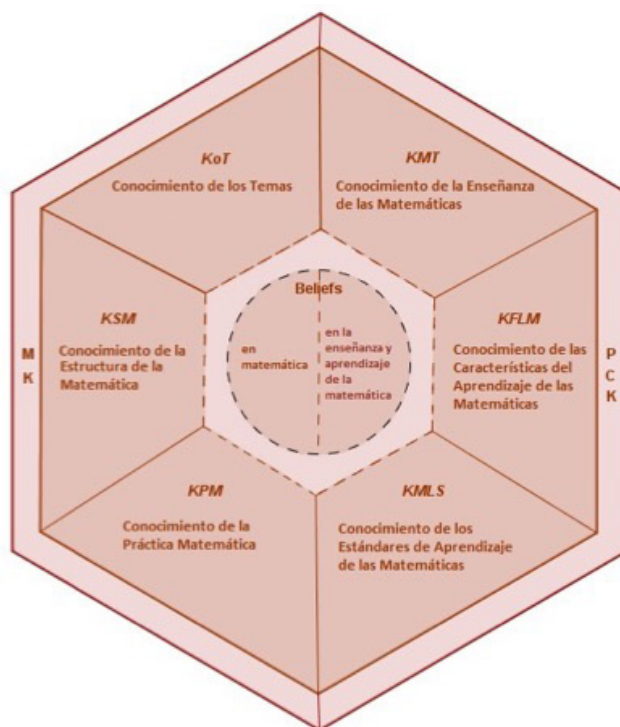 KoT
Conocimiento de los Temas
KMT
Conocimiento de la Enseñanza
de las Matemáticas
MK
KSM
Conocimiento de la
Estructura de la
Matemática
Beliefs
en
matemática
en la
enseñanza y
aprendizaje
de la
matemática
KFLM
Conocimiento de las
Características del
Aprendizaje de las
Matemáticas
PCK
KPM
Conocimiento de la
Práctica Matemática
KMLS
Conocimiento de los
Estándares de Aprendizaje
de las Matemáticas